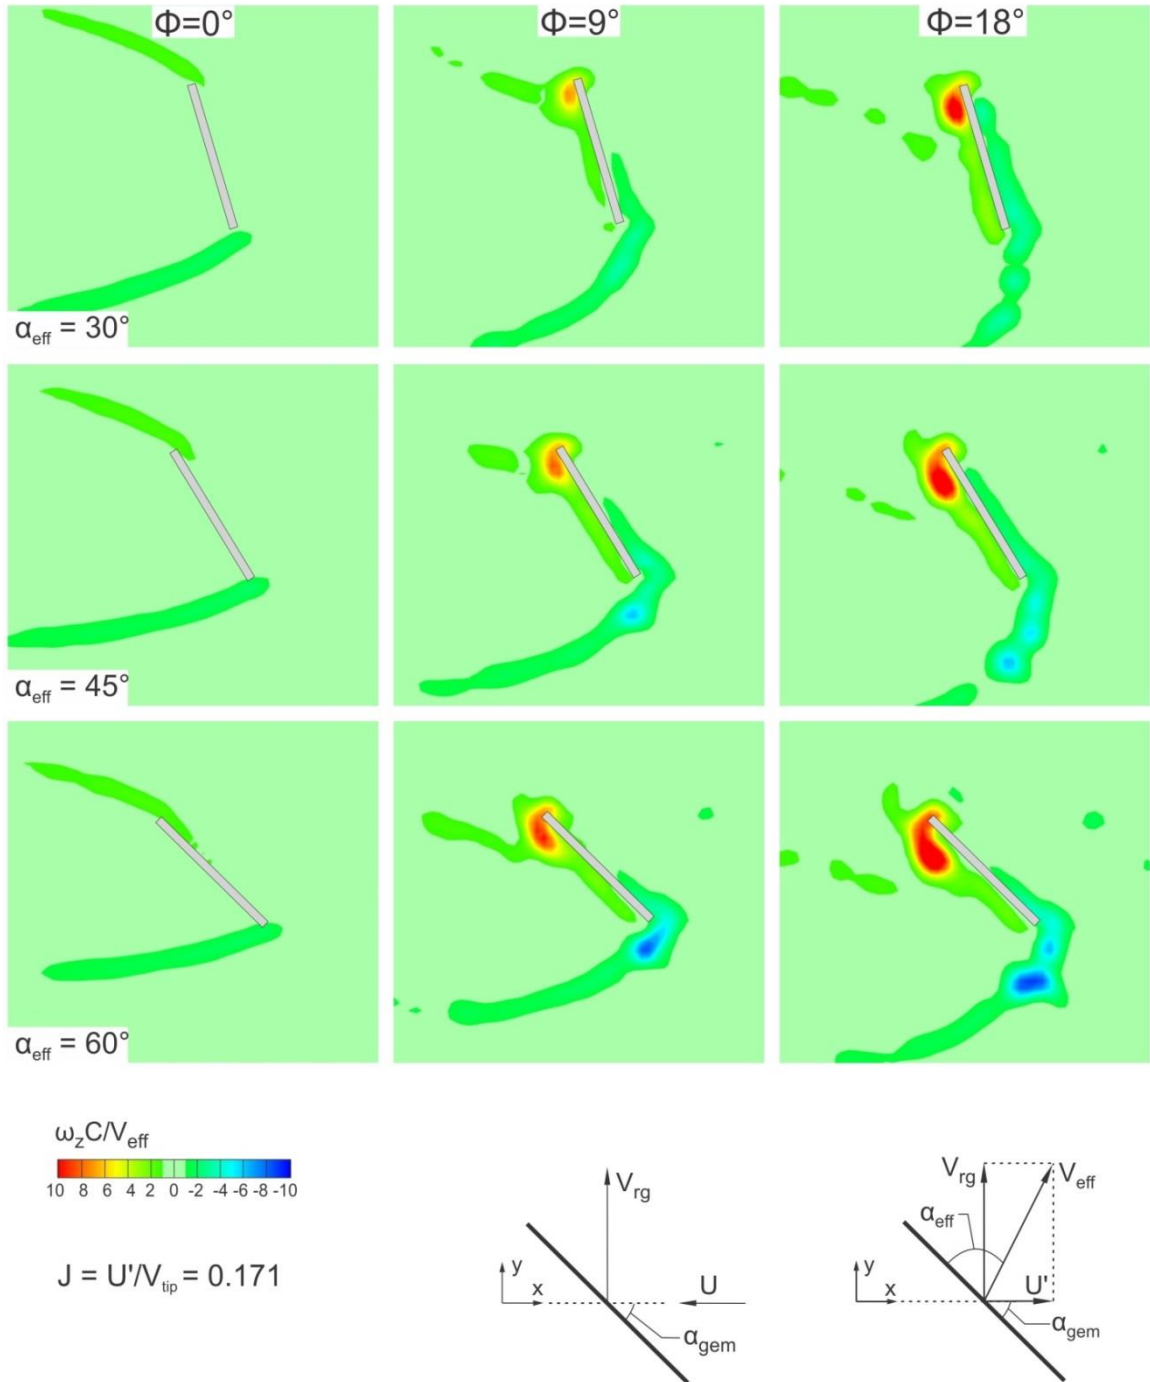 Φ=0° Φ=9° Φ=18°
αeff = 30°
αeff = 45°
αeff = 60°
ωzC/Veff
10 8 6 4 2 0 -2 -4 -6 -8 -10
J = U'/Vtip = 0.171
Vrg
y
x
U
αgem
Vrg
Veff
αeff
y
x
U'
αgem